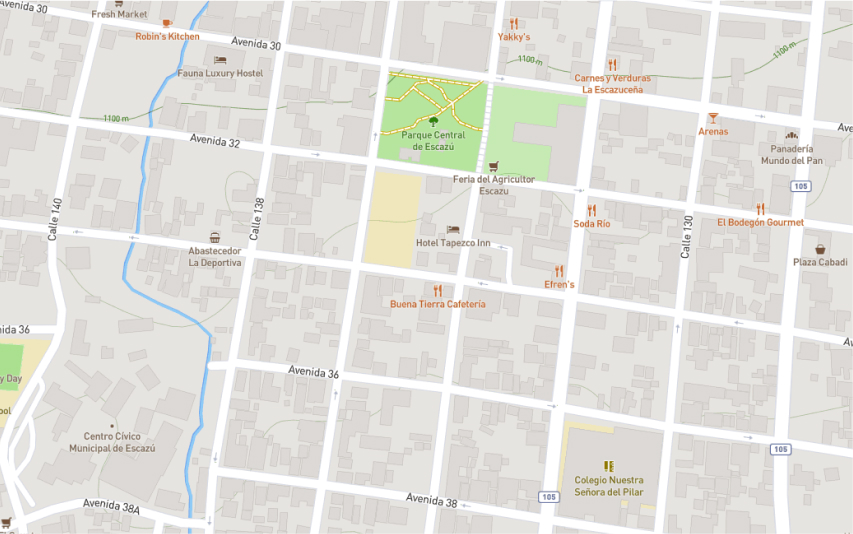 Avenida 30
Fresh Market
Robin's Kitchen
Avenida 30
Yakky's
1100 m
1100 m
Fauna Luxury Hostel
Carnes y Verduras
La Escazuceña
1100 m
Arenas
Parque Central
de Escazú
Avenida 32
Panadería
Mundo del Pan
Feria del Agricultor
Escazu
105
Calle 140
Calle 138
Soda Río
El Bodegón Gourmet
Calle 130
Abastecedor
La Deportiva
Hotel Tapezco Inn
Plaza Cabadi
Efren's
Buena Tierra Cafetería
nida 36
Avenida 36
y Day
ool
Centro Cívico
Municipal de Escazú
105
Colegio Nuestra
Señora del Pilar
105
Avenida 38
Avenida 38A